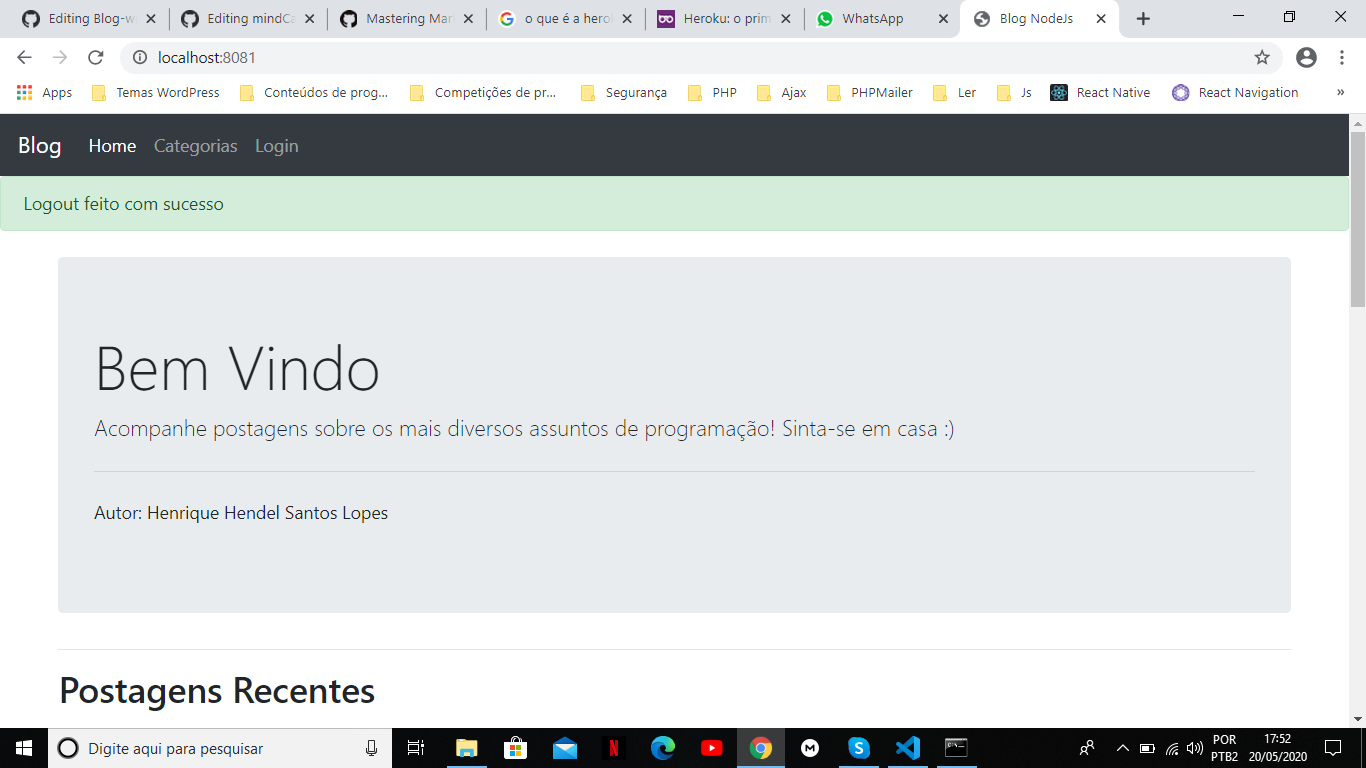 Editing Blog-w
Editing mindCa
Mastering Mar
o que é a hero
Heroku: o prim
WhatsApp
Blog NodeJs
localhost:8081
Apps
Temas WordPress
Conteúdos de prog...
Competições de pr...
Segurança
PHP
Ajax
PHPMailer
Ler
Js
React Native
React Navigation
»
Blog Home Categorias Login
Logout feito com sucesso
Bem Vindo
Acompanhe postagens sobre os mais diversos assuntos de programação! Sinta-se em casa :)
Autor: Henrique Hendel Santos Lopes
Postagens Recentes
Digite aqui para pesquisar
POR
PTB2
17:52
20/05/2020